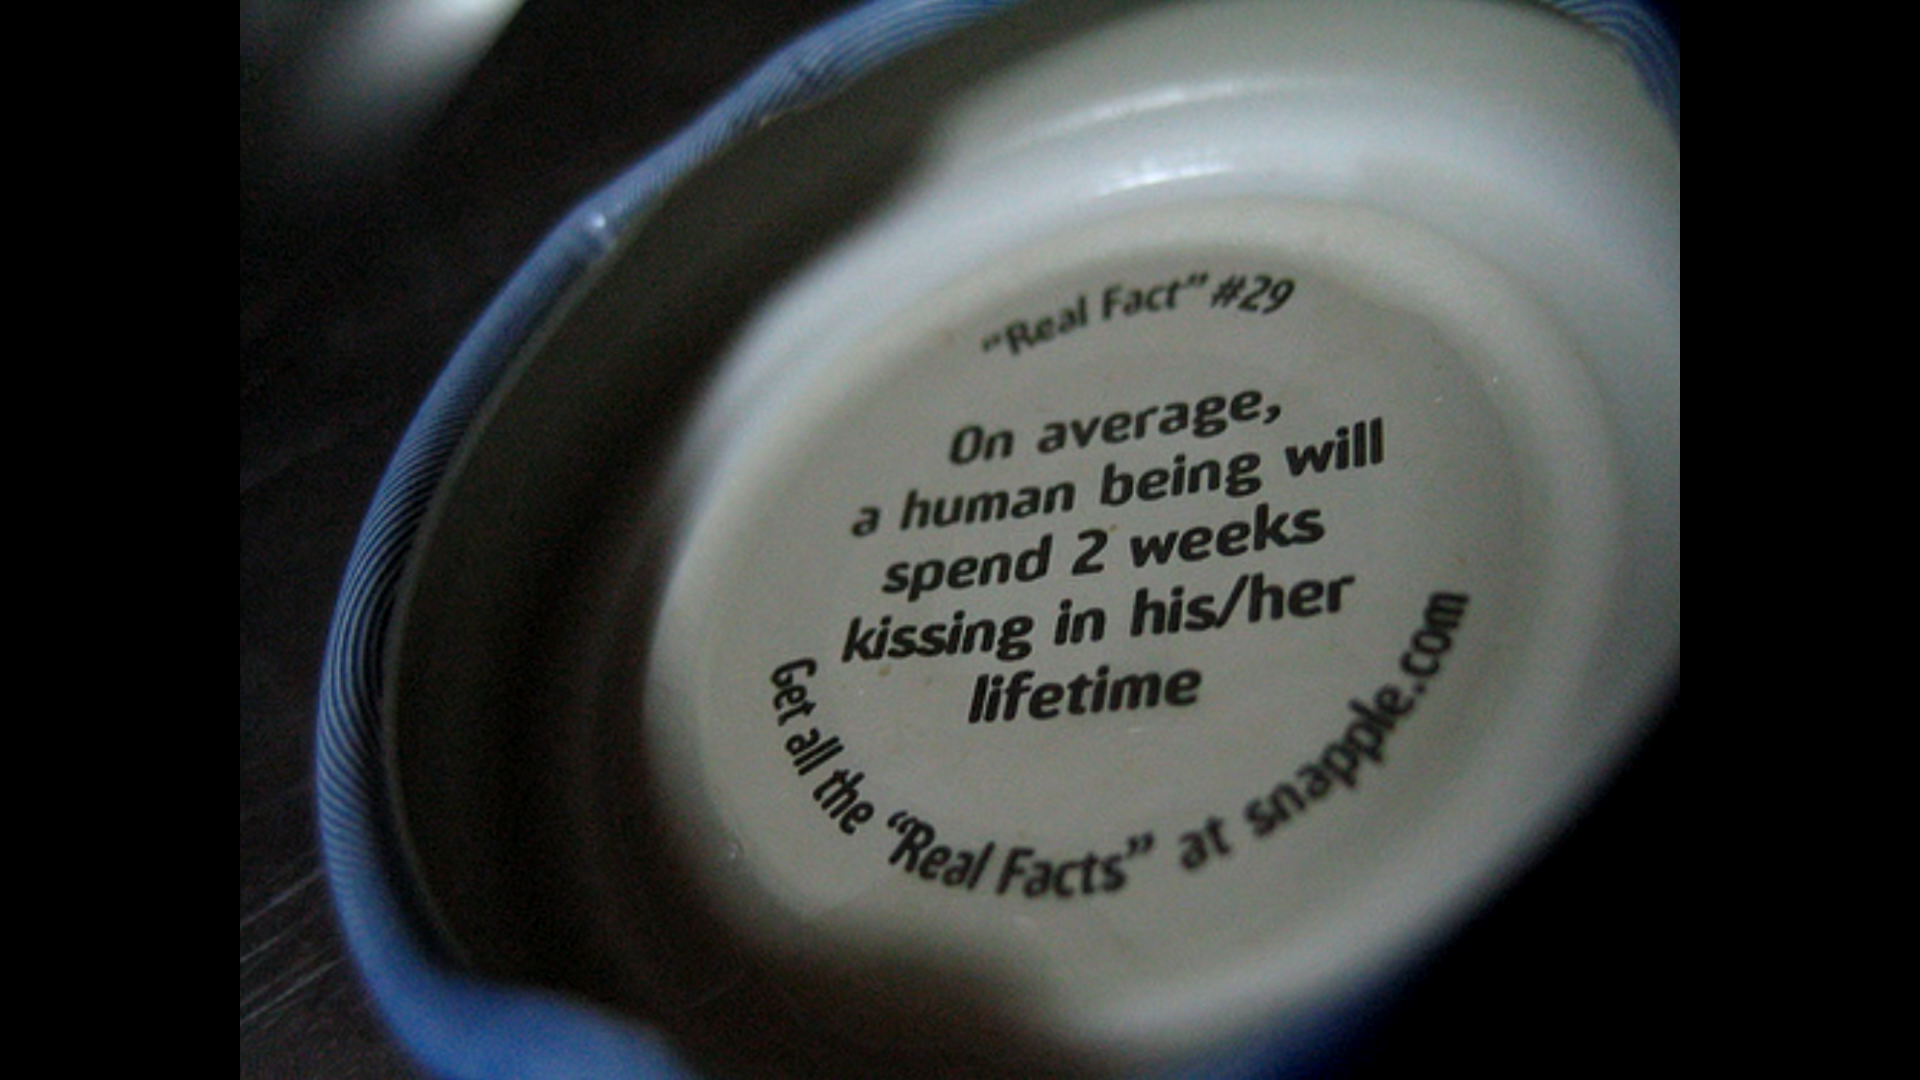 "Real Fact" #29
On average,
a human being will
spend 2 weeks
kissing in his/her
lifetime
Get all the "Real Facts" at snapple.com